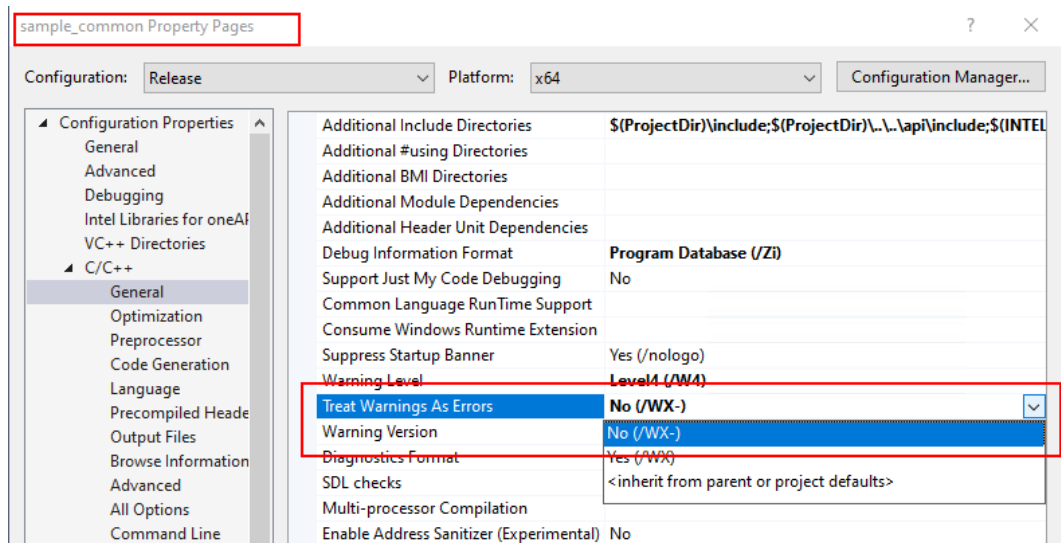 sample_common Property Pages
Configuration: Release Platform: x64 Configuration Manager...
Configuration Properties
General
Advanced
Debugging
Intel Libraries for oneAP
VC++ Directories
C/C++
General
Optimization
Preprocessor
Code Generation
Language
Precompiled Heade
Output Files
Browse Information
Advanced
All Options
Command Line
Additional Include Directories $(ProjectDir)\include;$(ProjectDir)\..\..\api\include;$(INTEL
Additional #using Directories
Additional BMI Directories
Additional Module Dependencies
Additional Header Unit Dependencies
Debug Information Format Program Database (/Zi)
Support Just My Code Debugging No
Common Language RunTime Support
Consume Windows Runtime Extension
Suppress Startup Banner Yes (/nologo)
Warning Level Level4 (/W4)
Treat Warnings As Errors No (/WX-)
Warning Version No (/WX-)
Diagnostics Format Yes (/WX)
SDL checks <inherit from parent or project defaults>
Multi-processor Compilation
Enable Address Sanitizer (Experimental) No